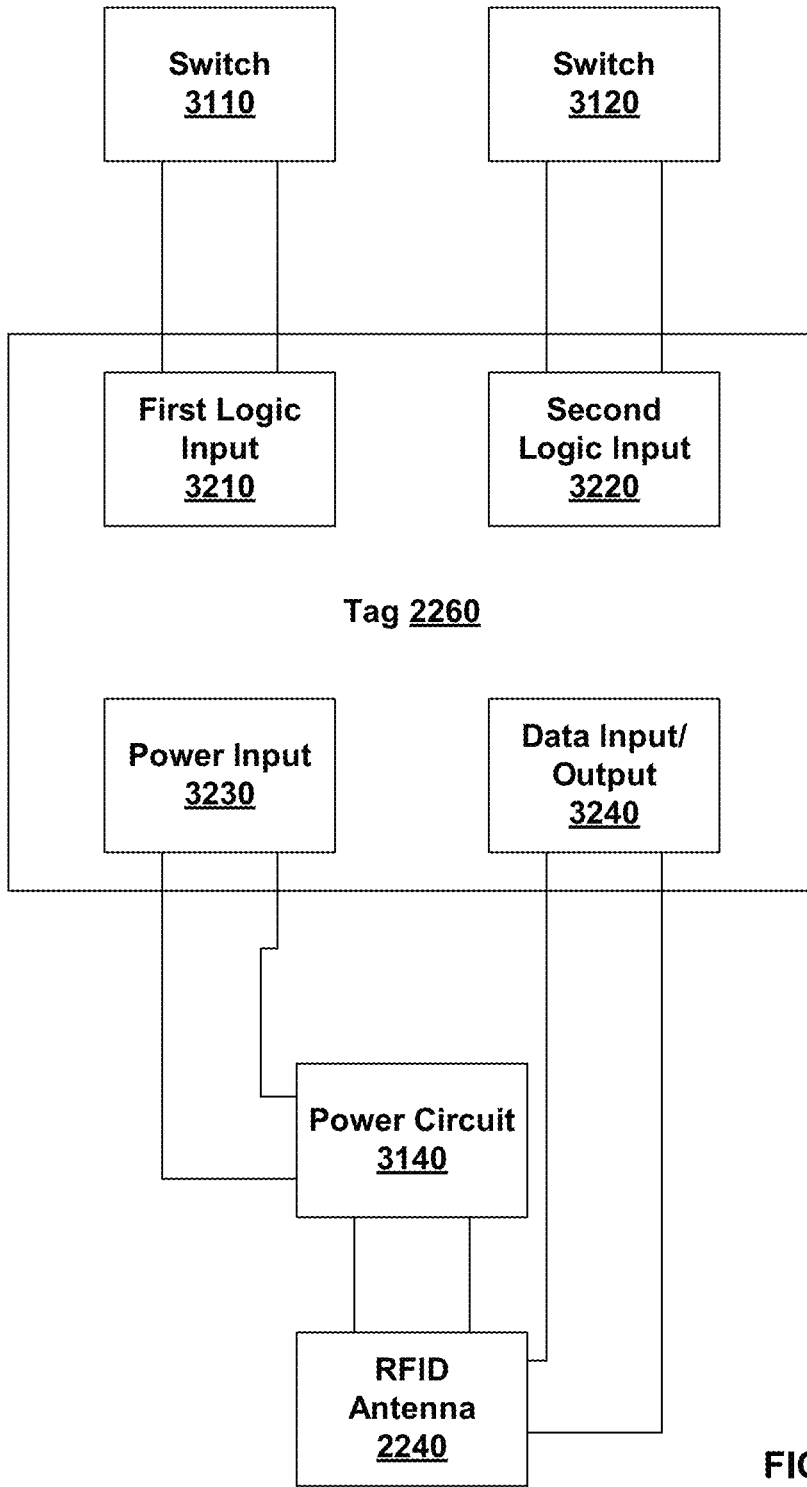 Switch
3110
Switch
3120
First Logic
Input
3210
Second
Logic Input
3220
Tag 2260
Power Input
3230
Data Input/
Output
3240
Power Circuit
3140
RFID
Antenna
2240
FIG